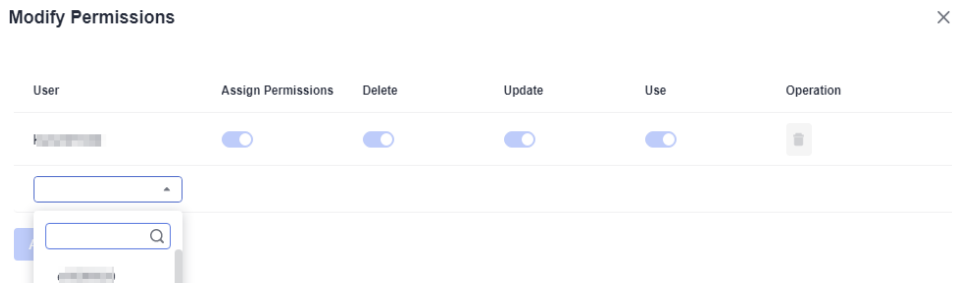 Modify Permissions
User Assign Permissions Delete Update Use Operation